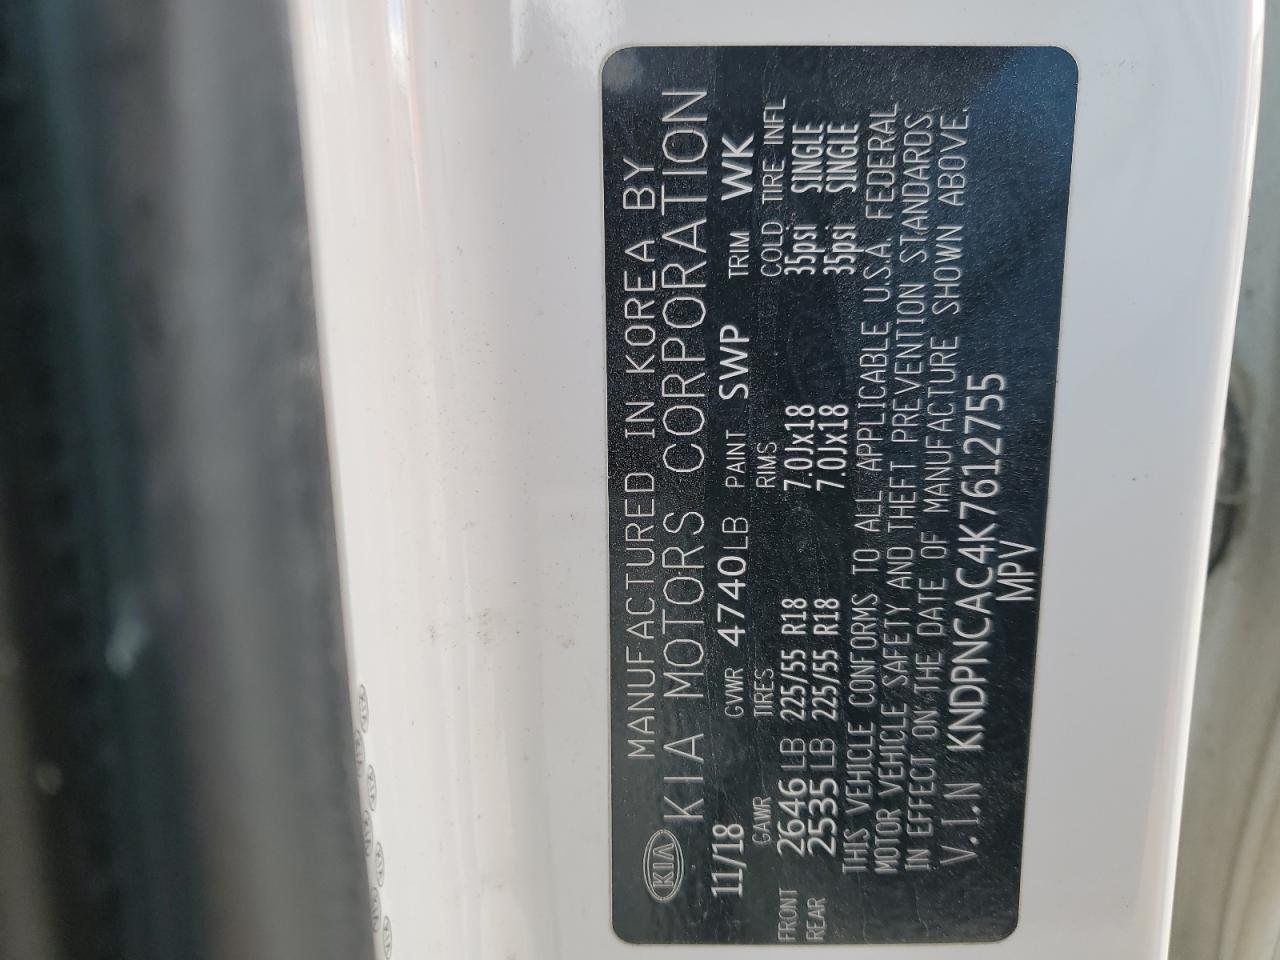 MANUFACTURED IN KOREA BY
KIA KIA MOTORS CORPORATION
11/18 GVWR 4740LB PAINT SWP TRIM WK
GAWR TIRES RIMS COLD TIRE INFL
FRONT 2646LB 225/55 R18 7.0Jx18 35psi SINGLE
REAR 2535LB 225/55 R18 7.0Jx18 35psi SINGLE
THIS VEHICLE CONFORMS TO ALL APPLICABLE U.S.A. FEDERAL
MOTOR VEHICLE SAFETY AND THEFT PREVENTION STANDARDS
IN EFFECT ON THE DATE OF MANUFACTURE SHOWN ABOVE.
V.I.N KNDPNCAC4K7612755
MPV